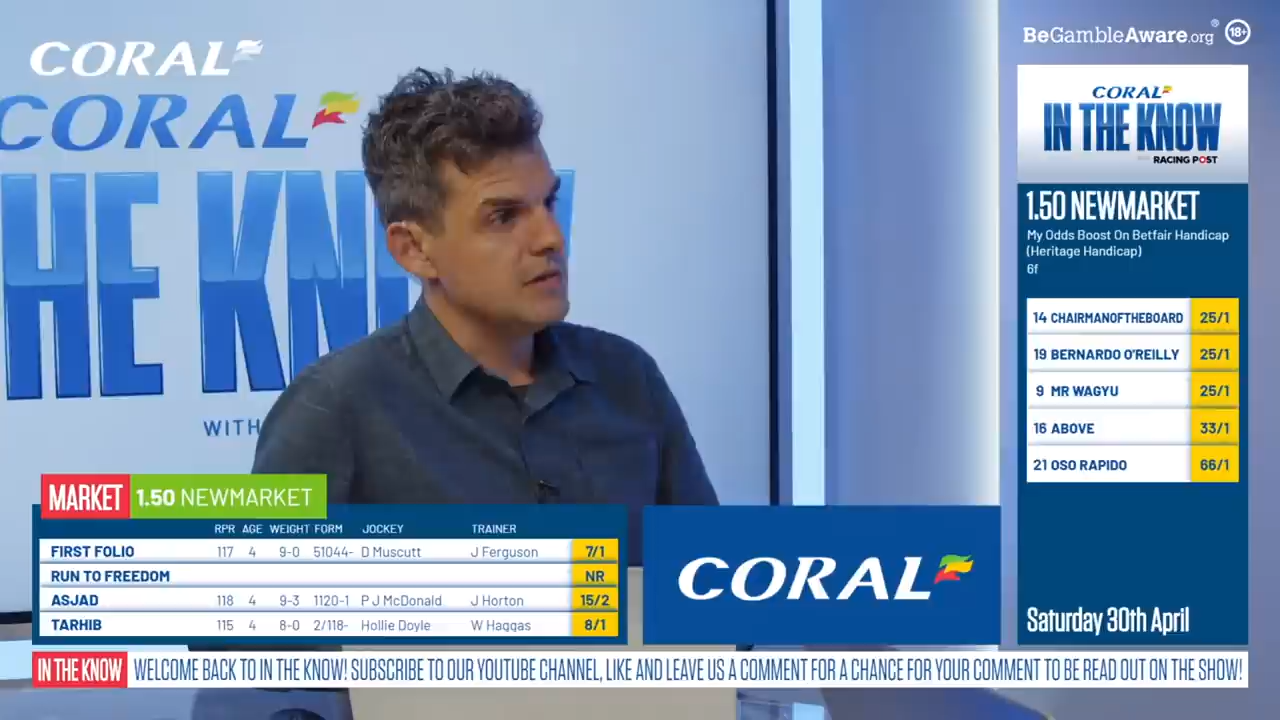 CORAL
CORAL
HE KN
WITH
BeGambleAware.org® 18+
CORAL
IN THE KNOW
RACING POST
1.50 NEWMARKET
My Odds Boost On Betfair Handicap
(Heritage Handicap)
6f
14 CHAIRMANOFTHEBOARD 25/1
19 BERNARDO O'REILLY 25/1
9 MR WAGYU 25/1
16 ABOVE 33/1
21 OSO RAPIDO 66/1
Saturday 30th April
MARKET 1.50 NEWMARKET
RPR AGE WEIGHT FORM JOCKEY TRAINER
FIRST FOLIO 117 4 9-0 51044- D Muscutt J Ferguson 7/1
RUN TO FREEDOM NR
ASJAD 118 4 9-3 1120-1 P J McDonald J Horton 15/2
TARHIB 115 4 8-0 2/118- Hollie Doyle W Haggas 8/1
CORAL
IN THE KNOW WELCOME BACK TO IN THE KNOW! SUBSCRIBE TO OUR YOUTUBE CHANNEL, LIKE AND LEAVE US A COMMENT FOR A CHANCE FOR YOUR COMMENT TO BE READ OUT ON THE SHOW!